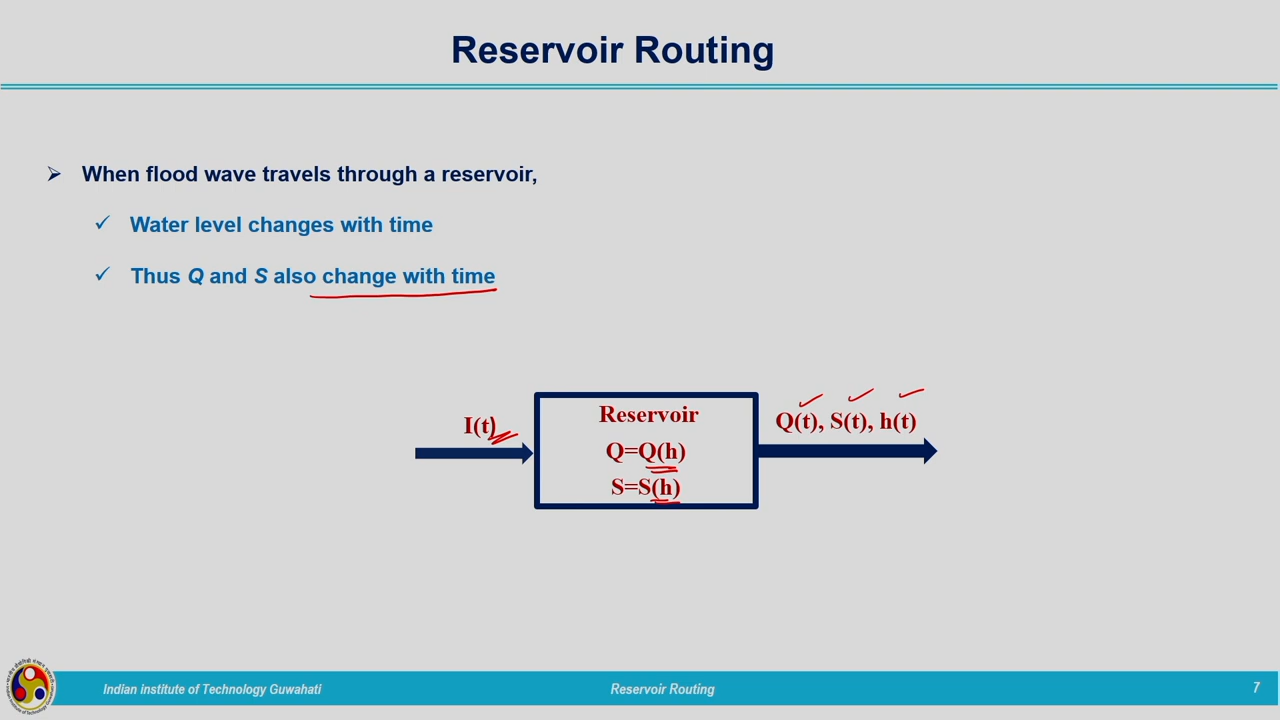 Reservoir Routing
When flood wave travels through a reservoir,
Water level changes with time
Thus Q and S also change with time
I(t)
Reservoir
Q=Q(h)
S=S(h)
Q(t), S(t), h(t)
Indian institute of Technology Guwahati
Reservoir Routing
7